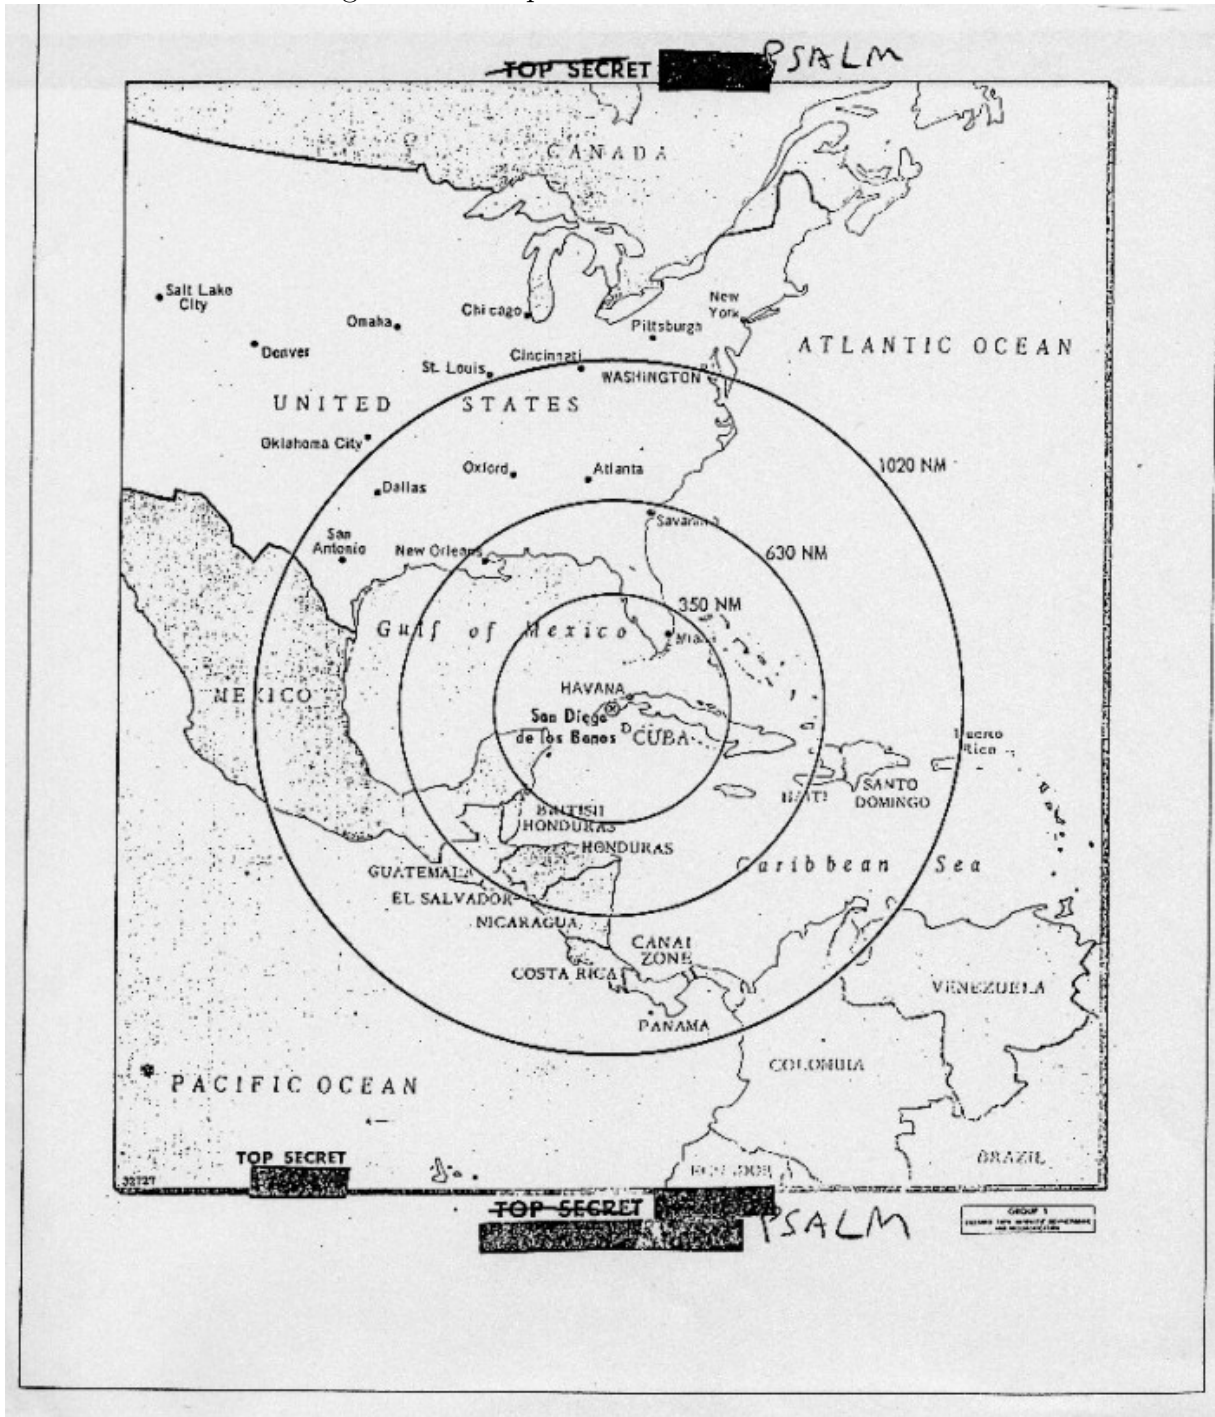 TOP SECRET
PSALM
CANADA
Salt Lake
City
Omaha
Chicago
New
York
Pittsburgh
Denver
St. Louis
Cincinnati
WASHINGTON
ATLANTIC OCEAN
UNITED STATES
Oklahoma City
Oxford
Atlanta
1020 NM
Dallas
Savannah
San
Antonio
New Orleans
630 NM
350 NM
Gulf of Mexico
Miami
MEXICO
HAVANA
San Diego
de los Banos
CUBA
Puerto
Rico
HAITI
SANTO
DOMINGO
BRITISH
HONDURAS
HONDURAS
GUATEMALA
Caribbean Sea
EL SALVADOR
NICARAGUA
CANAL
ZONE
COSTA RICA
VENEZUELA
PANAMA
COLOMBIA
PACIFIC OCEAN
TOP SECRET
ECUADOR
BRAZIL
32727
TOP SECRET
PSALM
GROUP 1